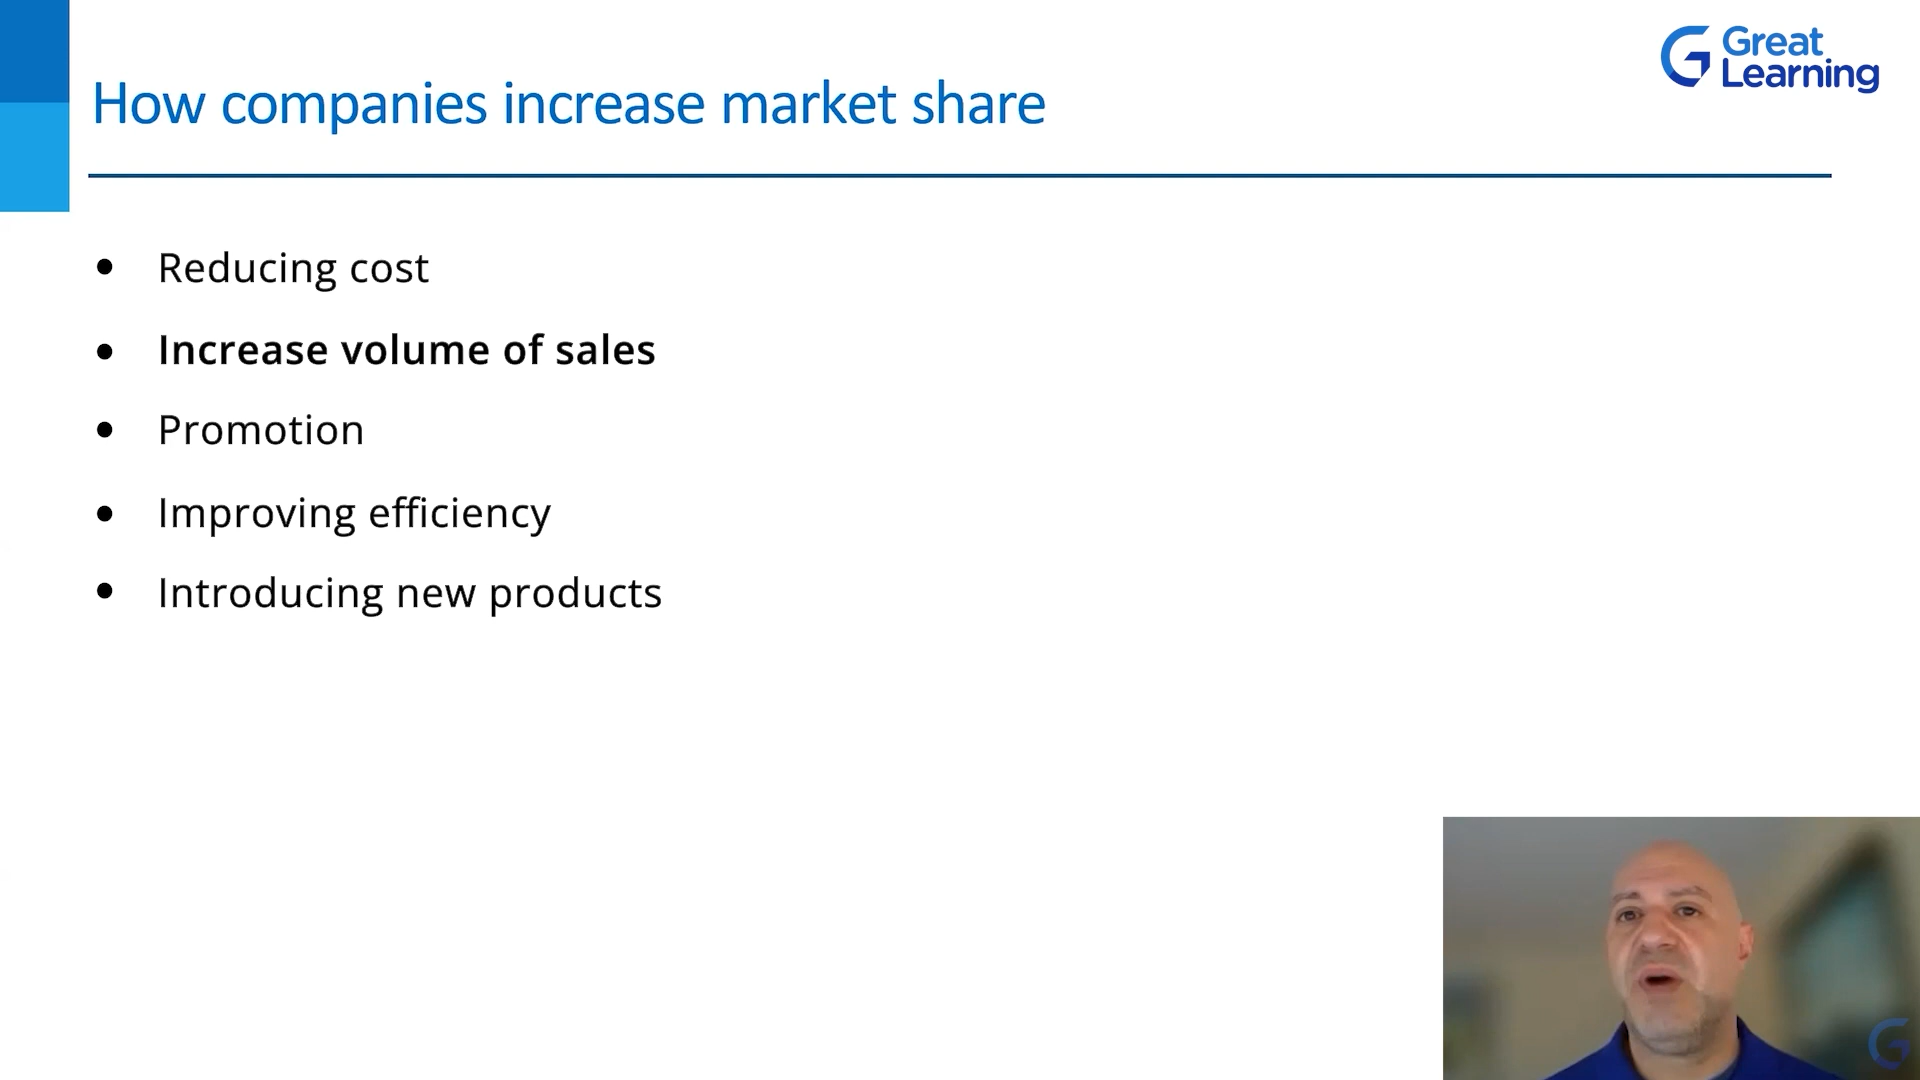 Great
Learning
How companies increase market share
• Reducing cost
• Increase volume of sales
• Promotion
• Improving efficiency
• Introducing new products